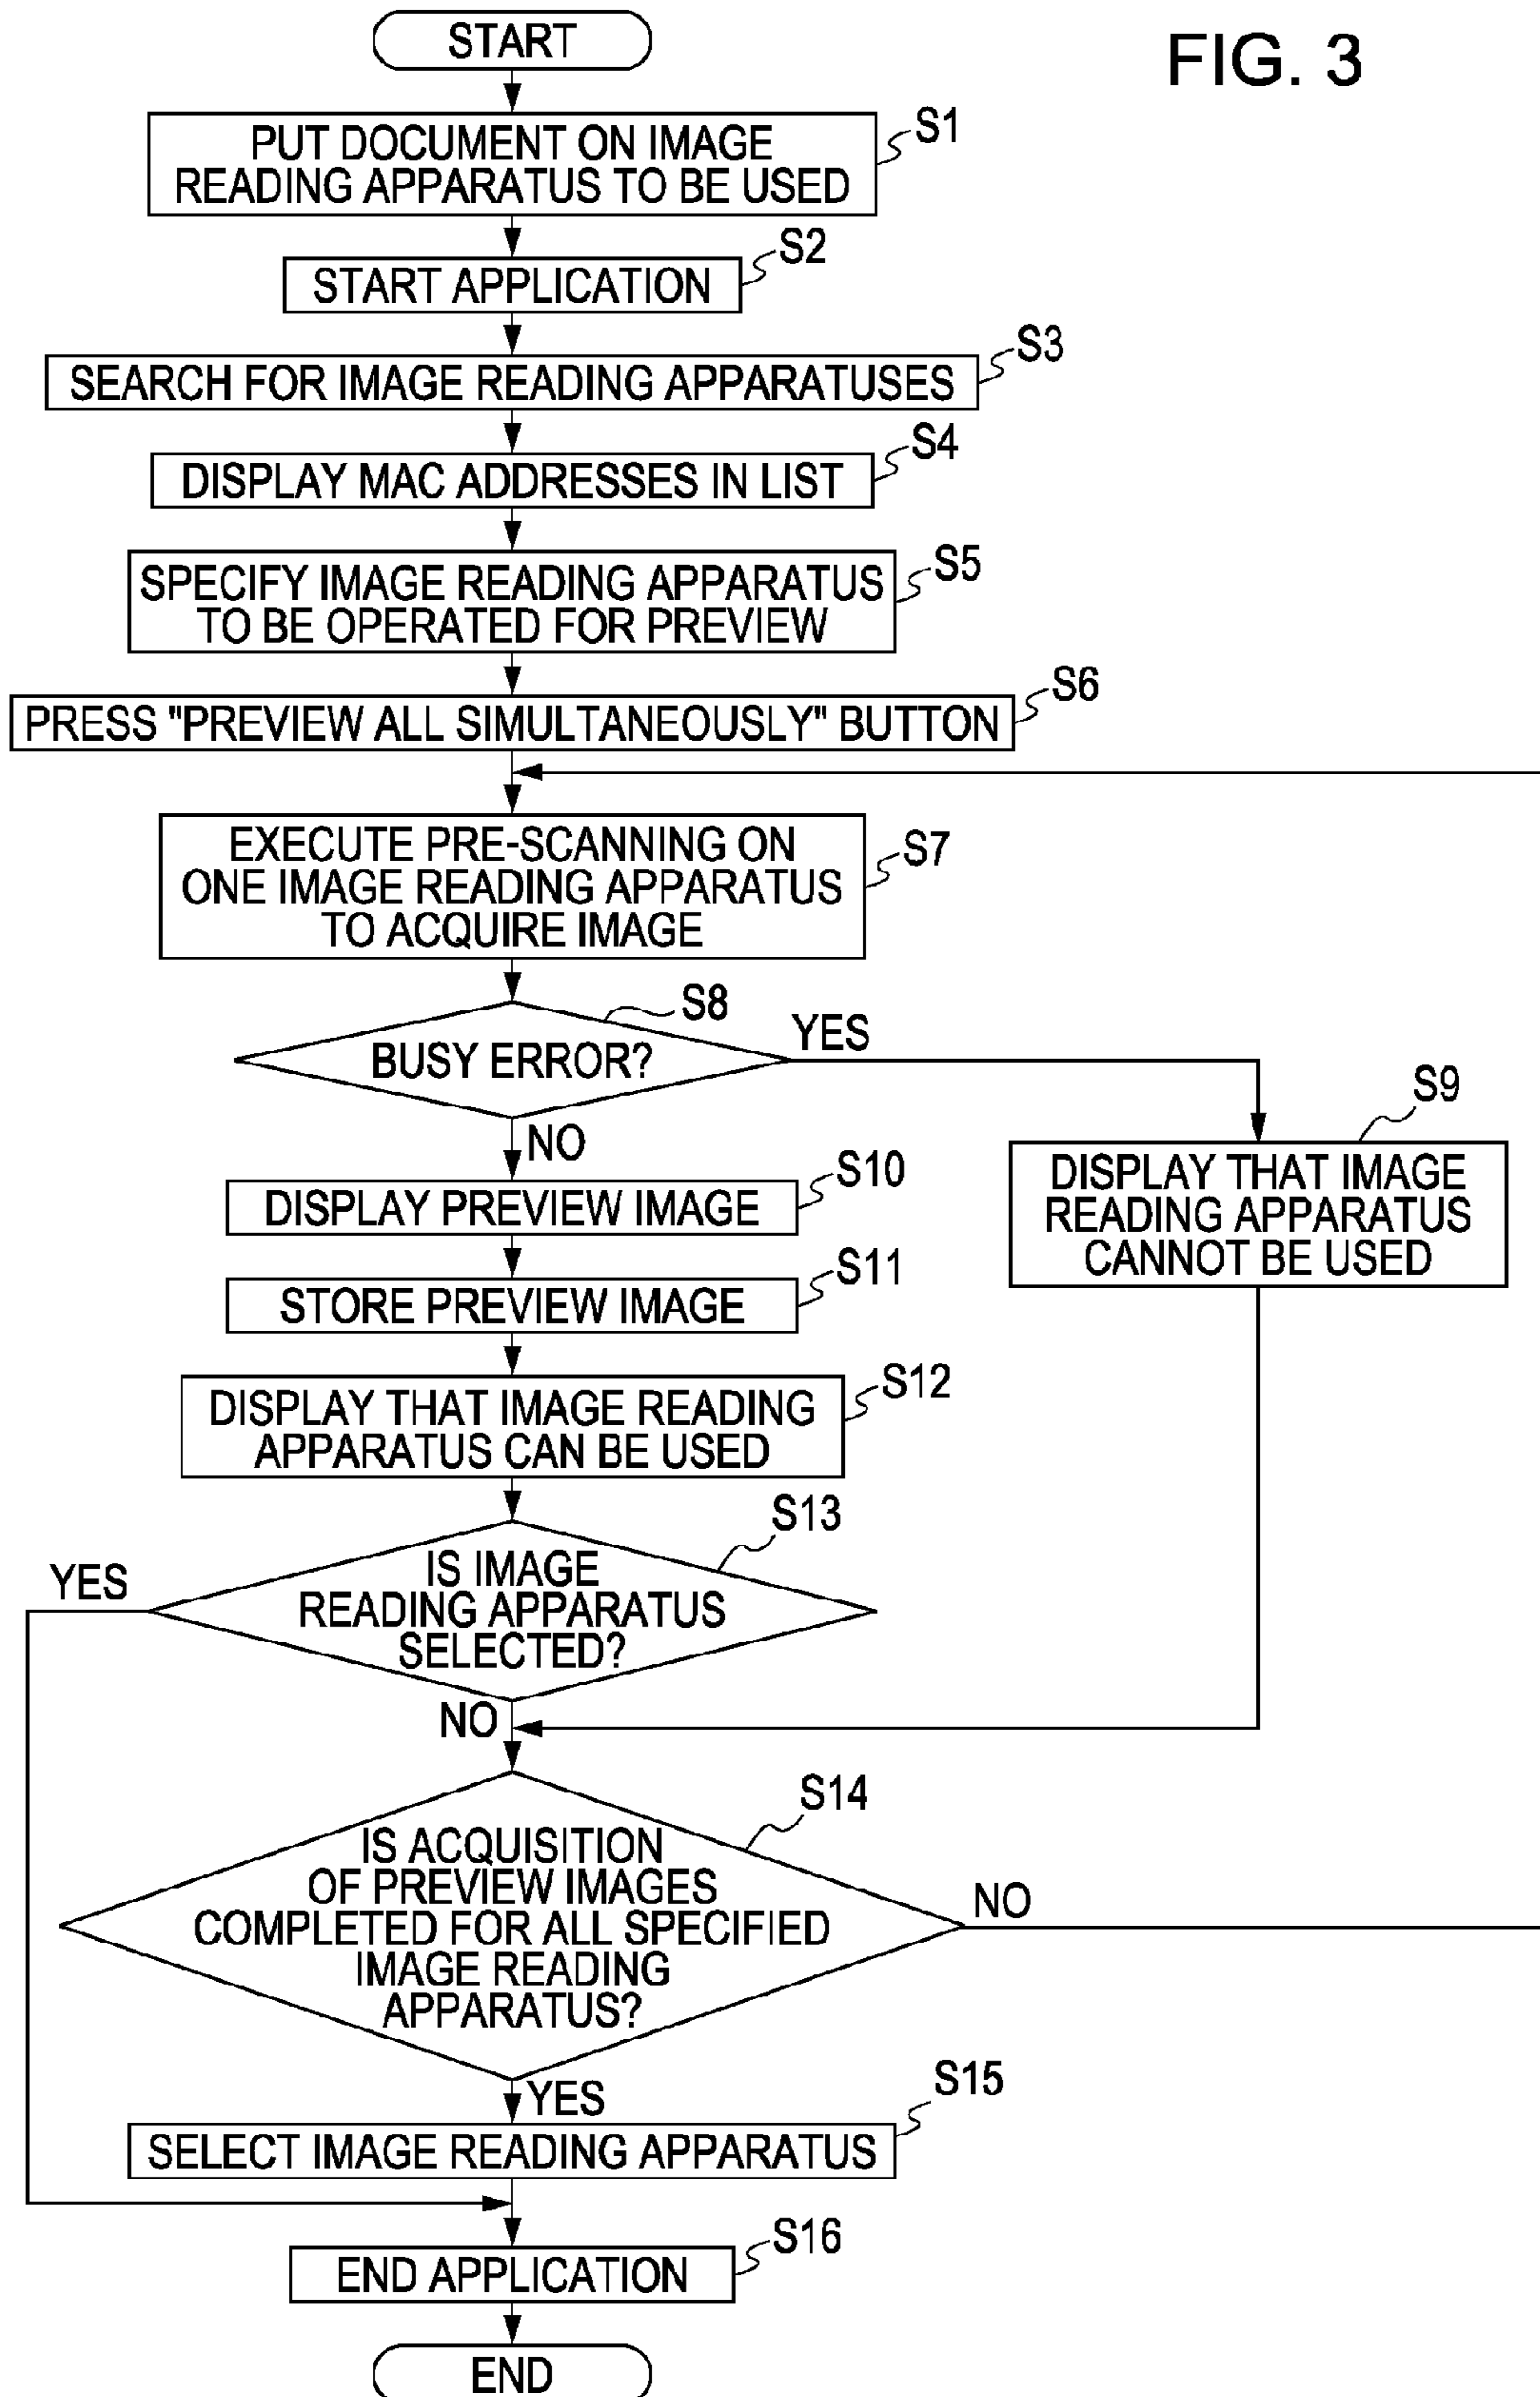 FIG. 3
START
S1
PUT DOCUMENT ON IMAGE
READING APPARATUS TO BE USED
S2
START APPLICATION
S3
SEARCH FOR IMAGE READING APPARATUSES
S4
DISPLAY MAC ADDRESSES IN LIST
S5
SPECIFY IMAGE READING APPARATUS
TO BE OPERATED FOR PREVIEW
S6
PRESS "PREVIEW ALL SIMULTANEOUSLY" BUTTON
S7
EXECUTE PRE-SCANNING ON
ONE IMAGE READING APPARATUS
TO ACQUIRE IMAGE
S8
BUSY ERROR?
YES
NO
S9
DISPLAY THAT IMAGE
READING APPARATUS
CANNOT BE USED
S10
DISPLAY PREVIEW IMAGE
S11
STORE PREVIEW IMAGE
S12
DISPLAY THAT IMAGE READING
APPARATUS CAN BE USED
S13
IS IMAGE
READING APPARATUS
SELECTED?
YES
NO
S14
IS ACQUISITION
OF PREVIEW IMAGES
COMPLETED FOR ALL SPECIFIED
IMAGE READING
APPARATUS?
NO
YES
S15
SELECT IMAGE READING APPARATUS
S16
END APPLICATION
END